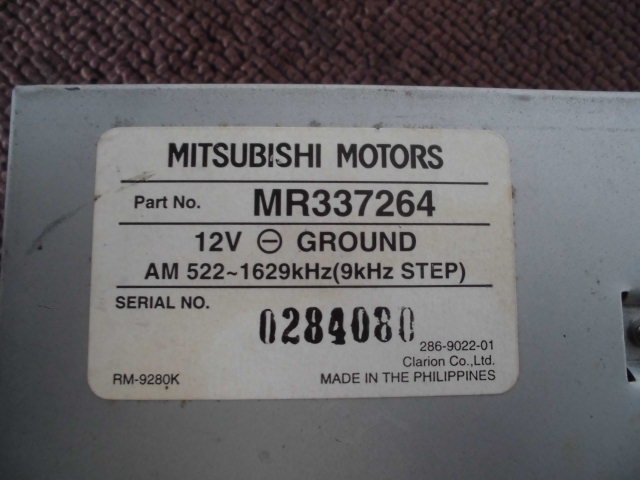 MITSUBISHI MOTORS
Part No. MR337264
12V ⊖ GROUND
AM 522~1629kHz(9kHz STEP)
SERIAL NO.
0284080
286-9022-01
Clarion Co.,Ltd.
RM-9280K MADE IN THE PHILIPPINES